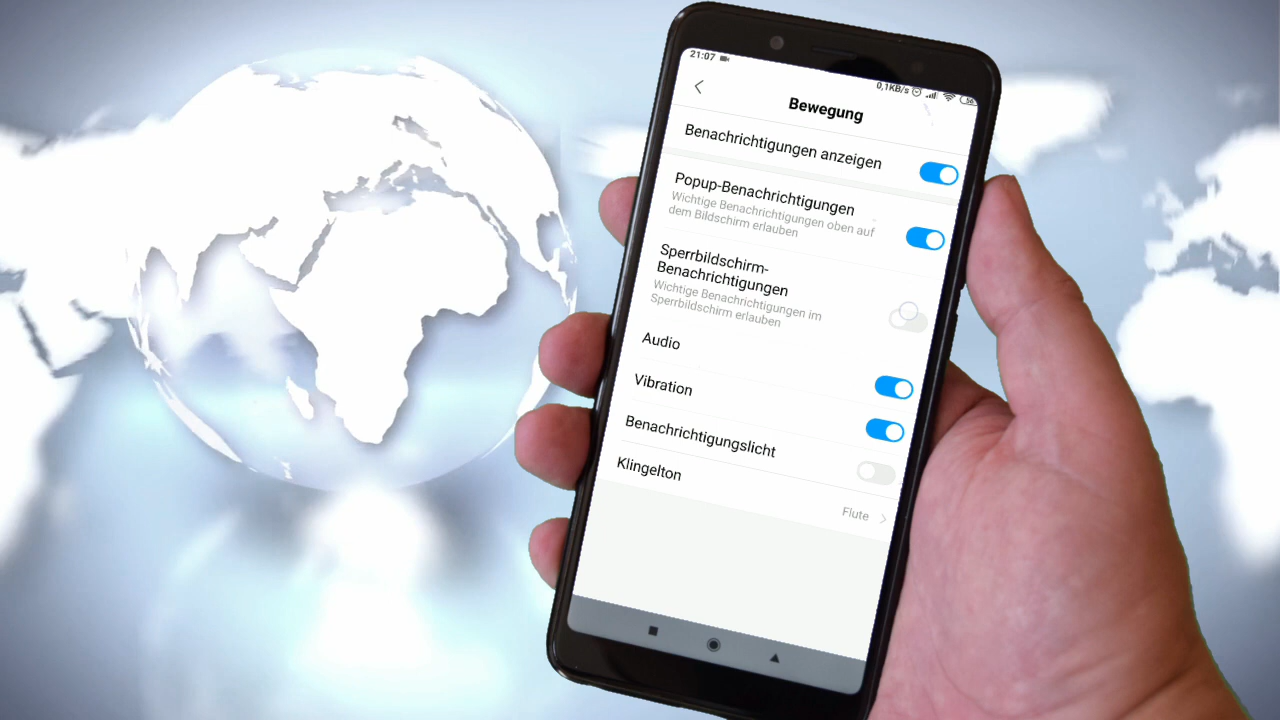 21:07
0,1KB/s
56
Bewegung
Benachrichtigungen anzeigen
Popup-Benachrichtigungen
Wichtige Benachrichtigungen oben auf
dem Bildschirm erlauben
Sperrbildschirm-
Benachrichtigungen
Wichtige Benachrichtigungen im
Sperrbildschirm erlauben
Audio
Vibration
Benachrichtigungslicht
Klingelton
Flute